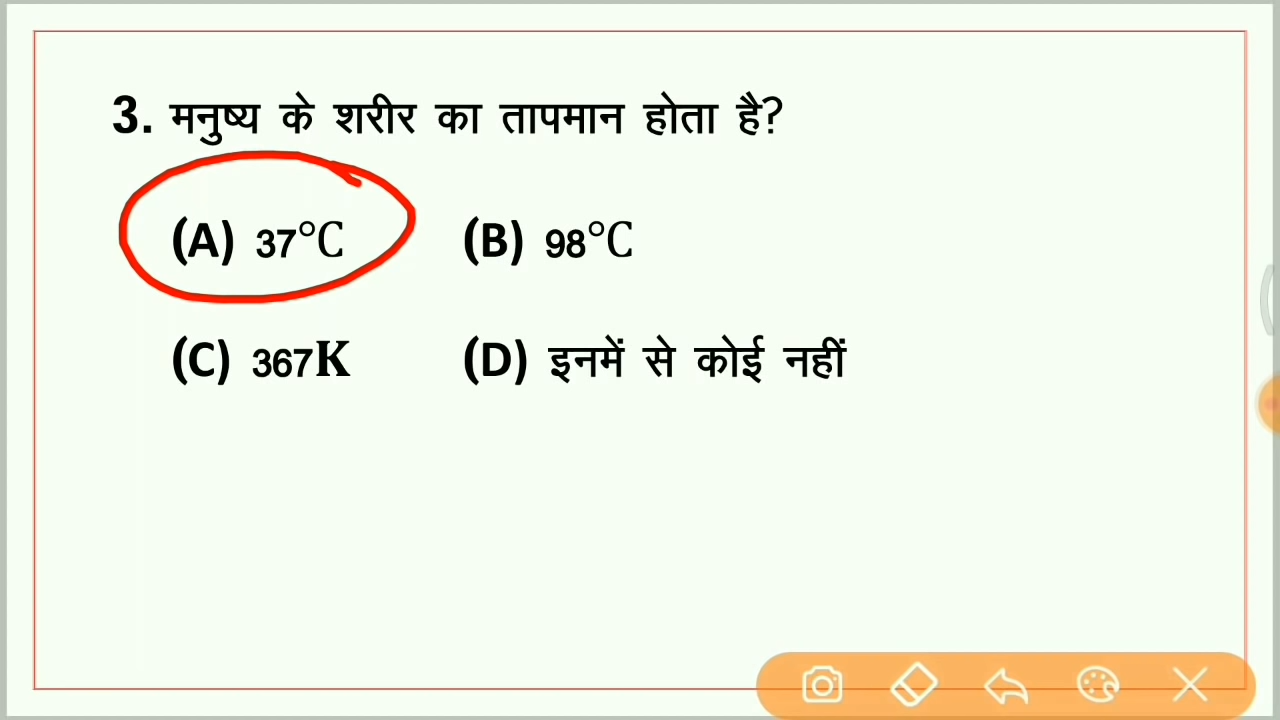 3. मनुष्य के शरीर का तापमान होता है?
(A) 37°C (B) 98°C
(C) 367K (D) इनमें से कोई नहीं